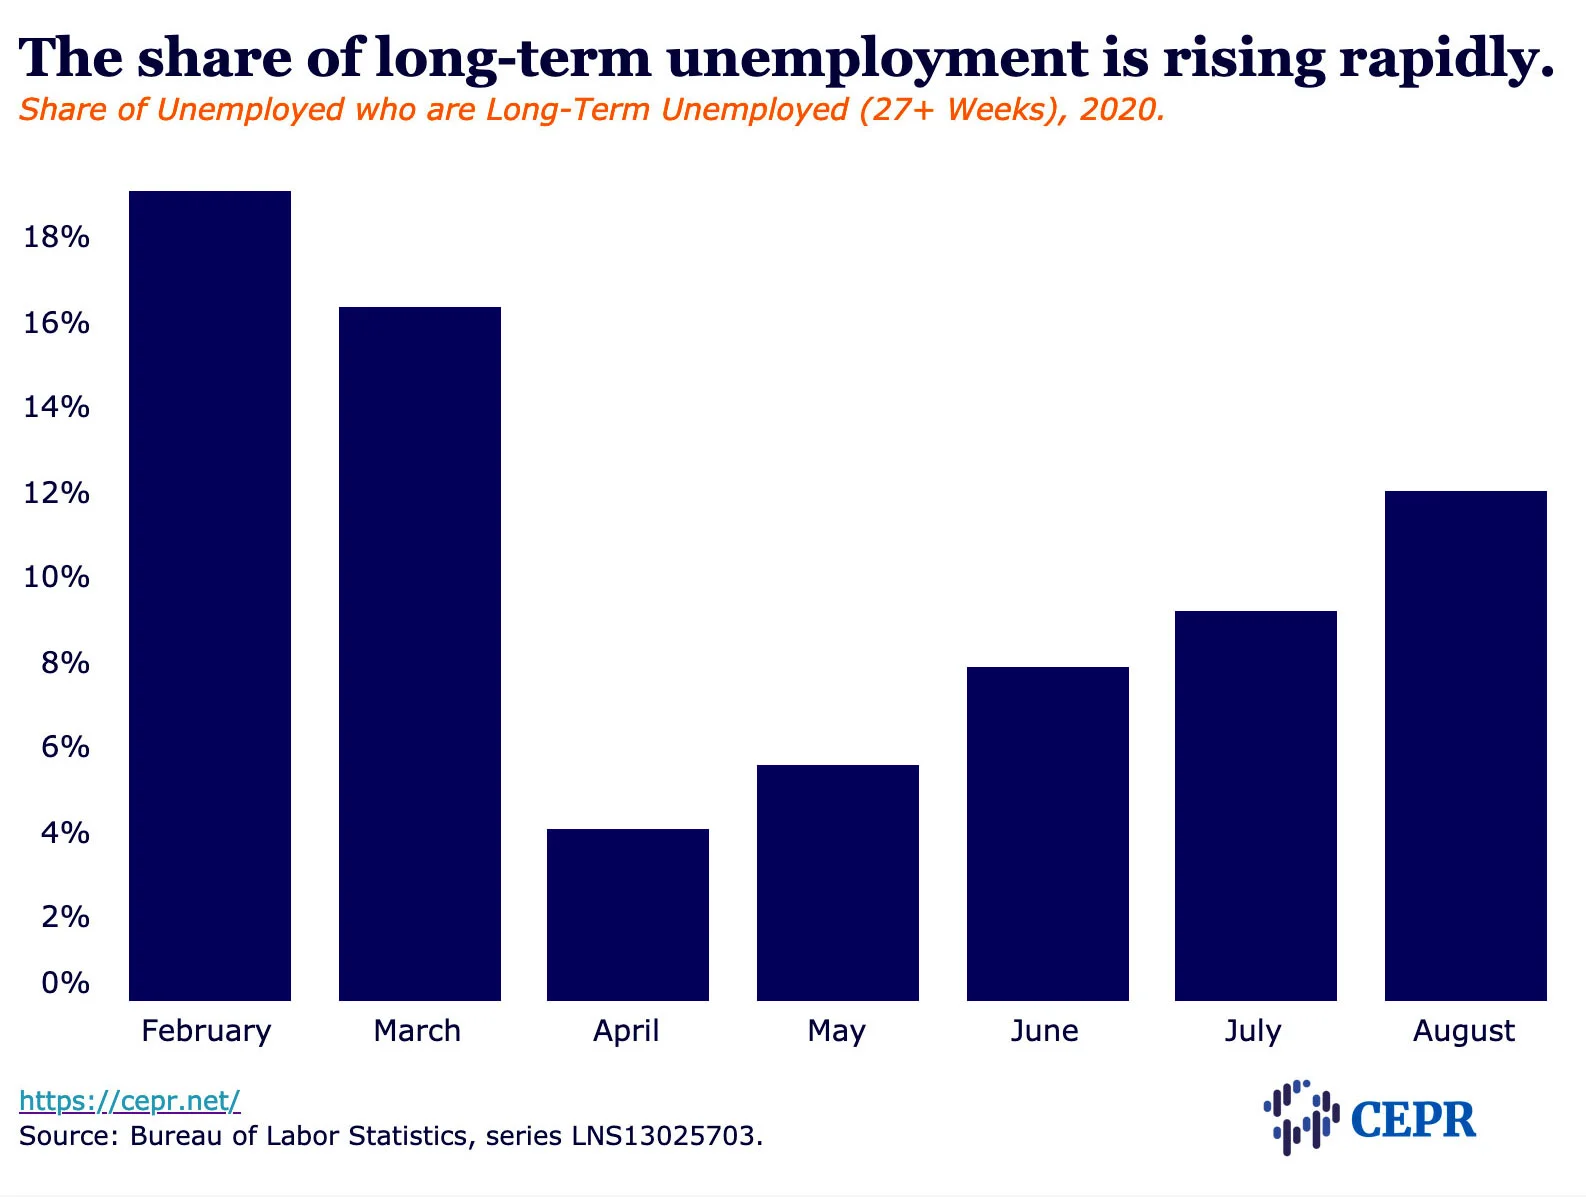 The share of long-term unemployment is rising rapidly.
Share of Unemployed who are Long-Term Unemployed (27+ Weeks), 2020.
18%
16%
14%
12%
10%
8%
6%
4%
2%
0%
February March April May June July August
https://cepr.net/
Source: Bureau of Labor Statistics, series LNS13025703.
CEPR